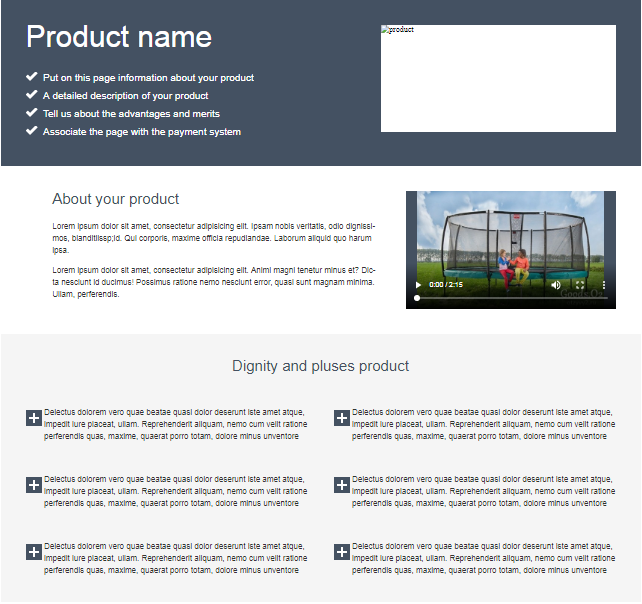 Product name
product
Put on this page information about your product
A detailed description of your product
Tell us about the advantages and merits
Associate the page with the payment system
About your product
Lorem ipsum dolor sit amet, consectetur adipisicing elit. Ipsam nobis veritatis, odio dignissi-
mos, blanditiissp;id. Qui corporis, maxime officia repudiandae. Laborum aliquid quo harum
ipsa.
Lorem ipsum dolor sit amet, consectetur adipisicing elit. Animi magni tenetur minus et? Dic-
ta nesciunt id ducimus! Possimus ratione nemo nesciunt error, quasi sunt magnam minima.
Ullam, perferendis.
0:00 / 2:15
Dignity and pluses product
Delectus dolorem vero quae beatae quasi dolor deserunt iste amet atque,
impedit iure placeat, ullam. Reprehenderit aliquam, nemo cum velit ratione
perferendis quas, maxime, quaerat porro totam, dolore minus unventore
Delectus dolorem vero quae beatae quasi dolor deserunt iste amet atque,
impedit iure placeat, ullam. Reprehenderit aliquam, nemo cum velit ratione
perferendis quas, maxime, quaerat porro totam, dolore minus unventore
Delectus dolorem vero quae beatae quasi dolor deserunt iste amet atque,
impedit iure placeat, ullam. Reprehenderit aliquam, nemo cum velit ratione
perferendis quas, maxime, quaerat porro totam, dolore minus unventore
Delectus dolorem vero quae beatae quasi dolor deserunt iste amet atque,
impedit iure placeat, ullam. Reprehenderit aliquam, nemo cum velit ratione
perferendis quas, maxime, quaerat porro totam, dolore minus unventore
Delectus dolorem vero quae beatae quasi dolor deserunt iste amet atque,
impedit iure placeat, ullam. Reprehenderit aliquam, nemo cum velit ratione
perferendis quas, maxime, quaerat porro totam, dolore minus unventore
Delectus dolorem vero quae beatae quasi dolor deserunt iste amet atque,
impedit iure placeat, ullam. Reprehenderit aliquam, nemo cum velit ratione
perferendis quas, maxime, quaerat porro totam, dolore minus unventore